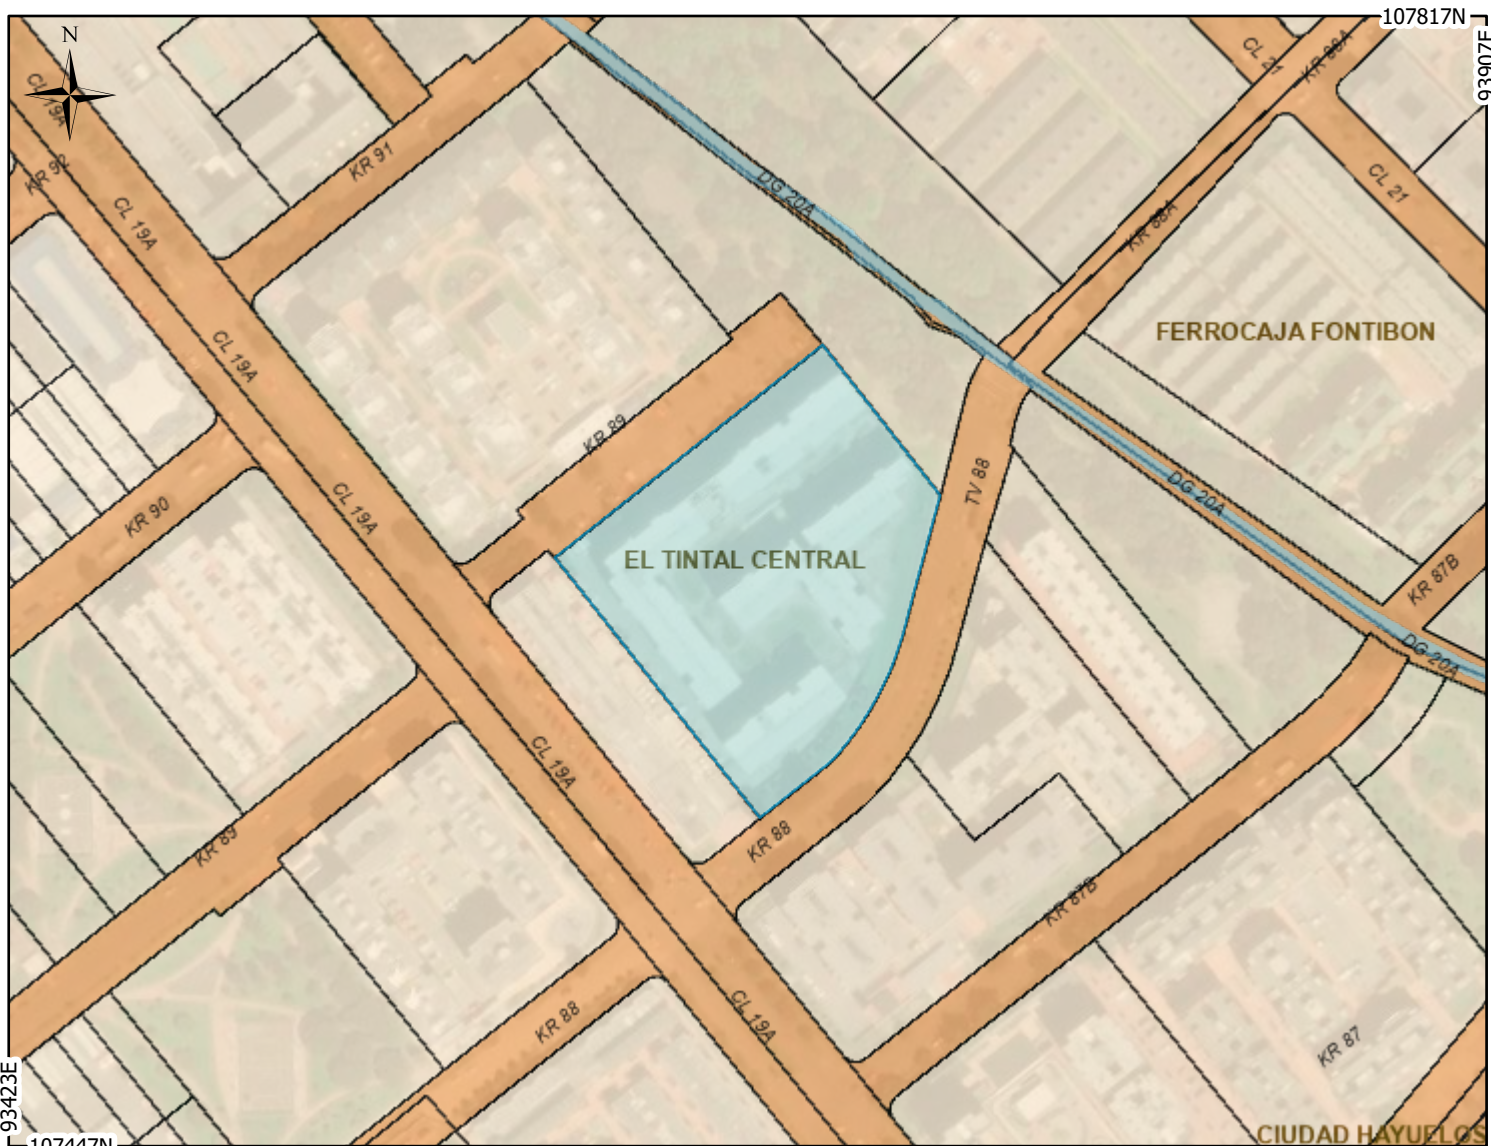 107817N
93907E
N
CL 19A
KR 92
CL 19A
KR 91
DG 20A
CL 21
KR 88A
CL 21
KR 88A
FERROCAJA FONTIBON
CL 19A
KR 89
TV 88
DG 20A
CL 19A
KR 90
EL TINTAL CENTRAL
KR 87B
DG 20A
CL 19A
KR 89
KR 88
KR 87B
KR 88
CL 19A
KR 87
93423E
107447N
CIUDAD HAYUELOS